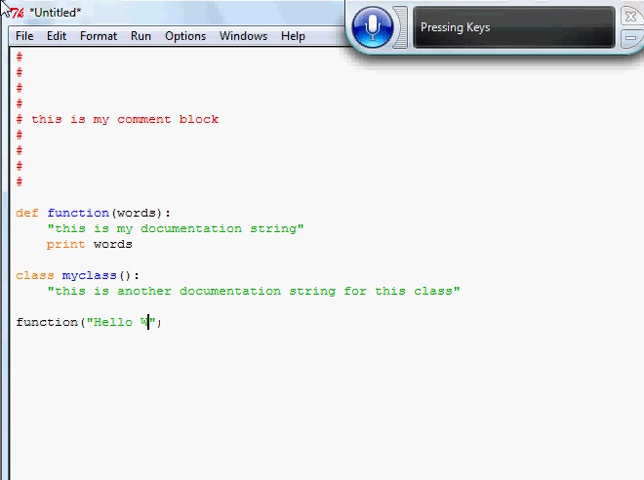 *Untitled*
Pressing Keys
File Edit Format Run Options Windows Help
#
#
#
#
# this is my comment block
#
#
#
#
def function(words):
"this is my documentation string"
print words
class myclass():
"this is another documentation string for this class"
function("Hello W");